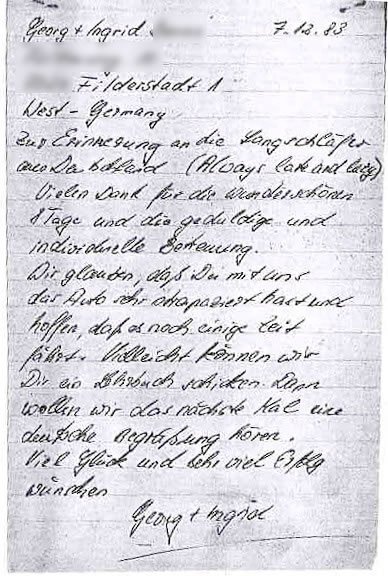 Georg + Ingrid 7-12.83
Filderstadt 1
West-Germany
Zur Erinnerung an die Langschläfer
aus Deutschland (Always late and lazy)
Vielen Dank für die wunderschönen
8 Tage und die geduldige und
individuelle Betreuung.
Wir glauben, daß Du mit uns
das Auto sehr strapaziert hast und
hoffen, daß es noch einige Zeit
fährt. Vielleicht können wir
Dir ein Lehrbuch schicken. Dann
wollen wir das nächste Mal eine
deutsche Begrüßung hören.
Viel Glück und sehr viel Erfolg
wünschen
Georg + Ingrid